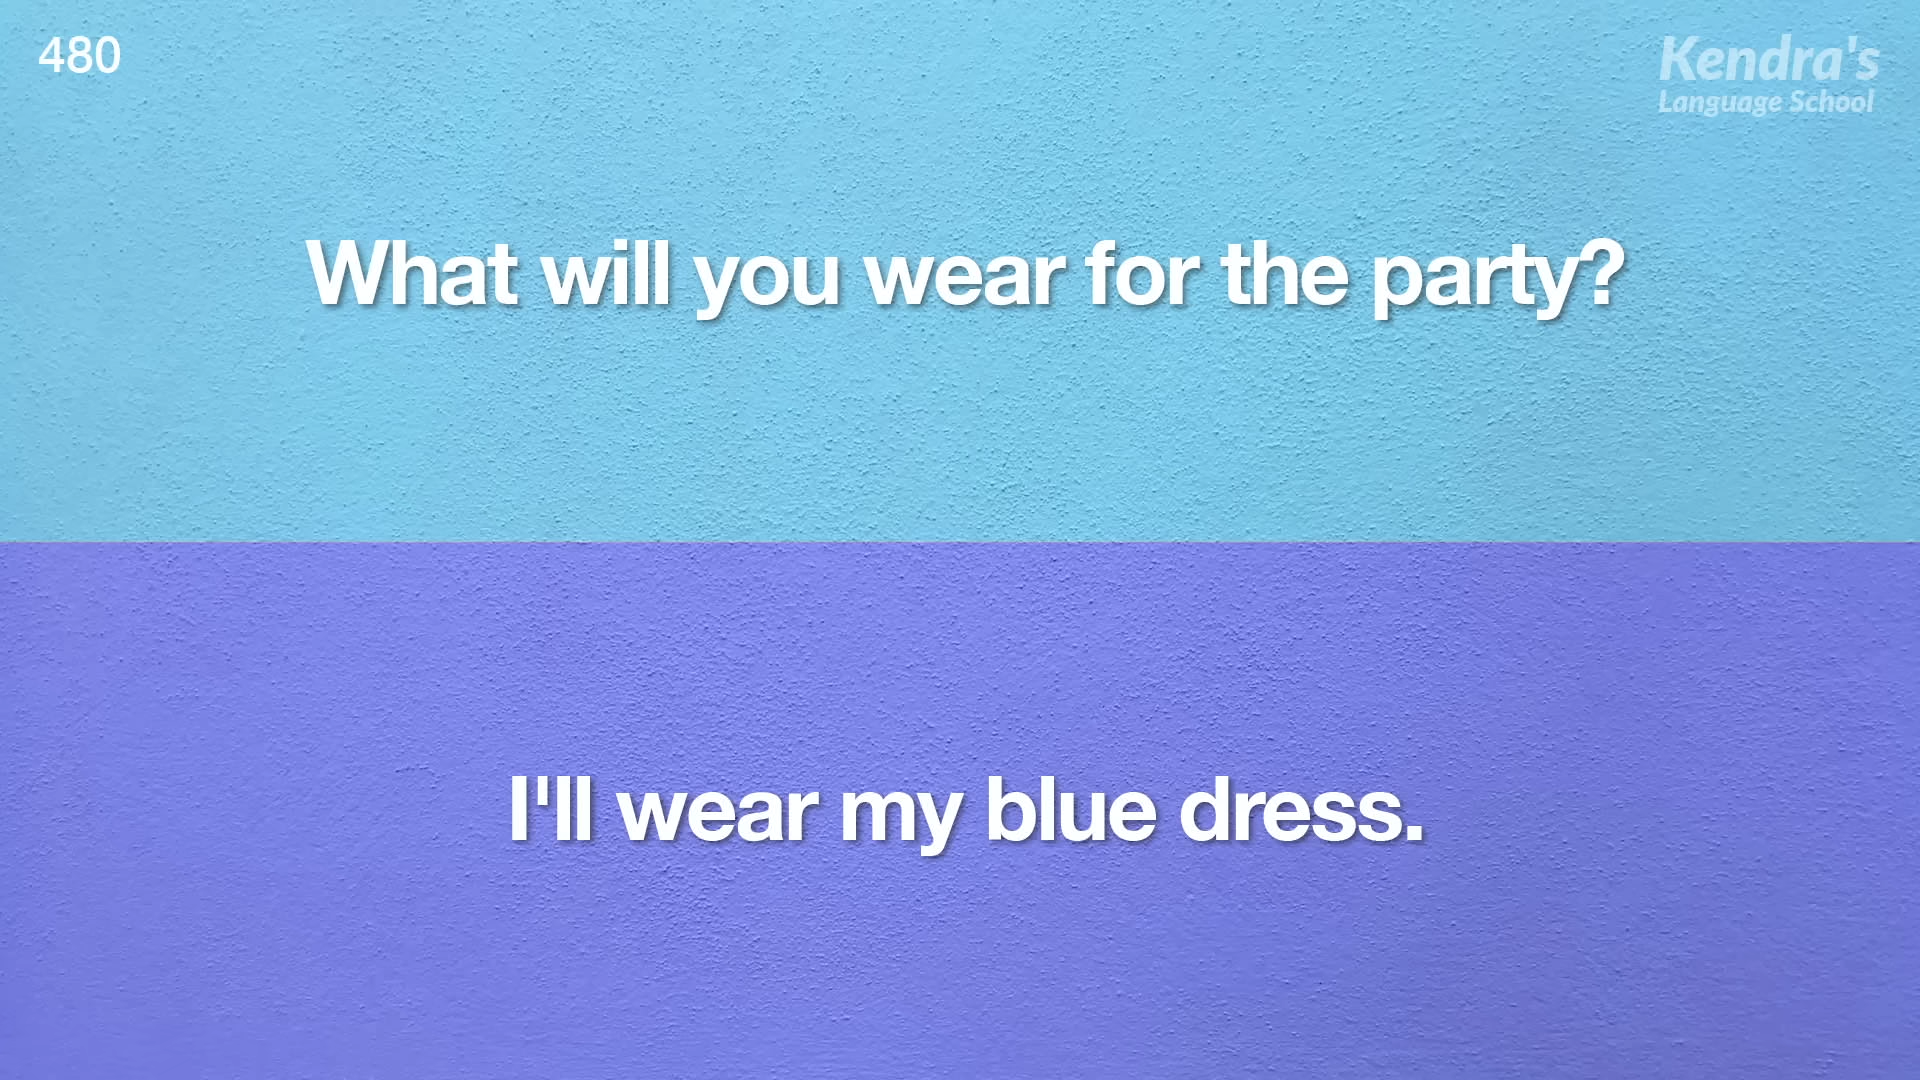 480
Kendra's
Language School
What will you wear for the party?
I'll wear my blue dress.